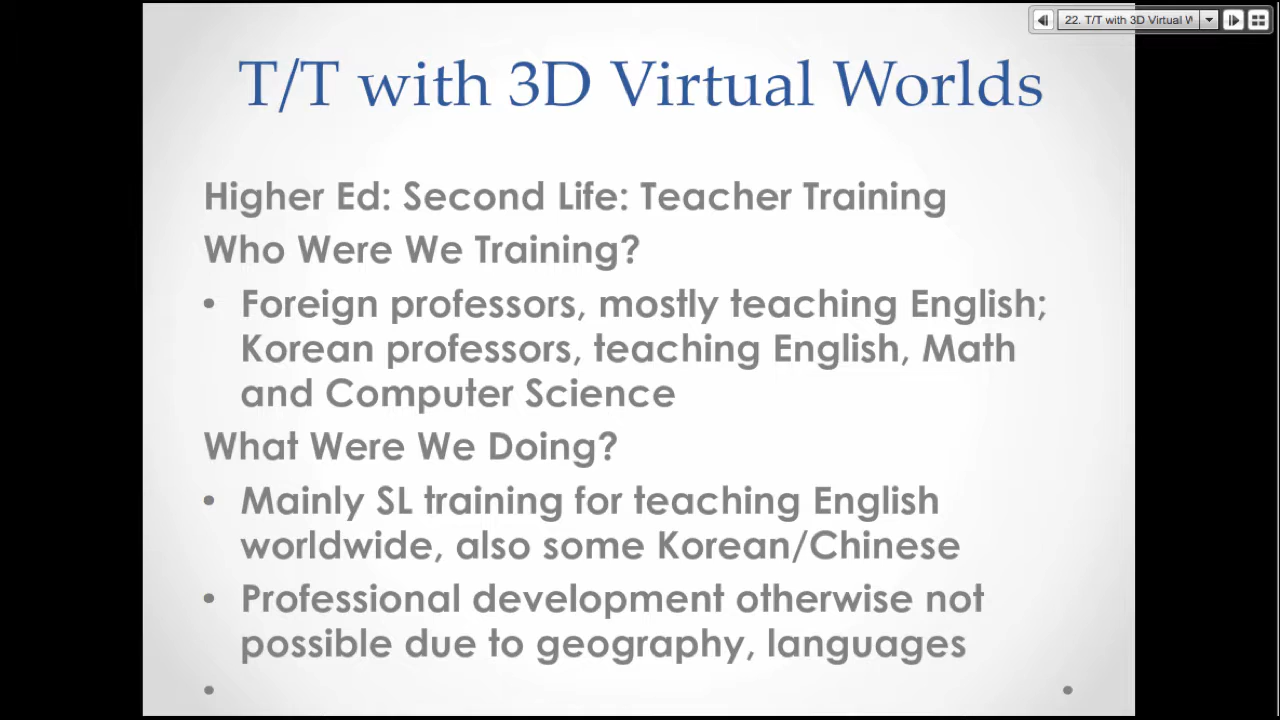 22. T/T with 3D Virtual W
T/T with 3D Virtual Worlds
Higher Ed: Second Life: Teacher Training
Who Were We Training?
• Foreign professors, mostly teaching English;
Korean professors, teaching English, Math
and Computer Science
What Were We Doing?
• Mainly SL training for teaching English
worldwide, also some Korean/Chinese
• Professional development otherwise not
possible due to geography, languages